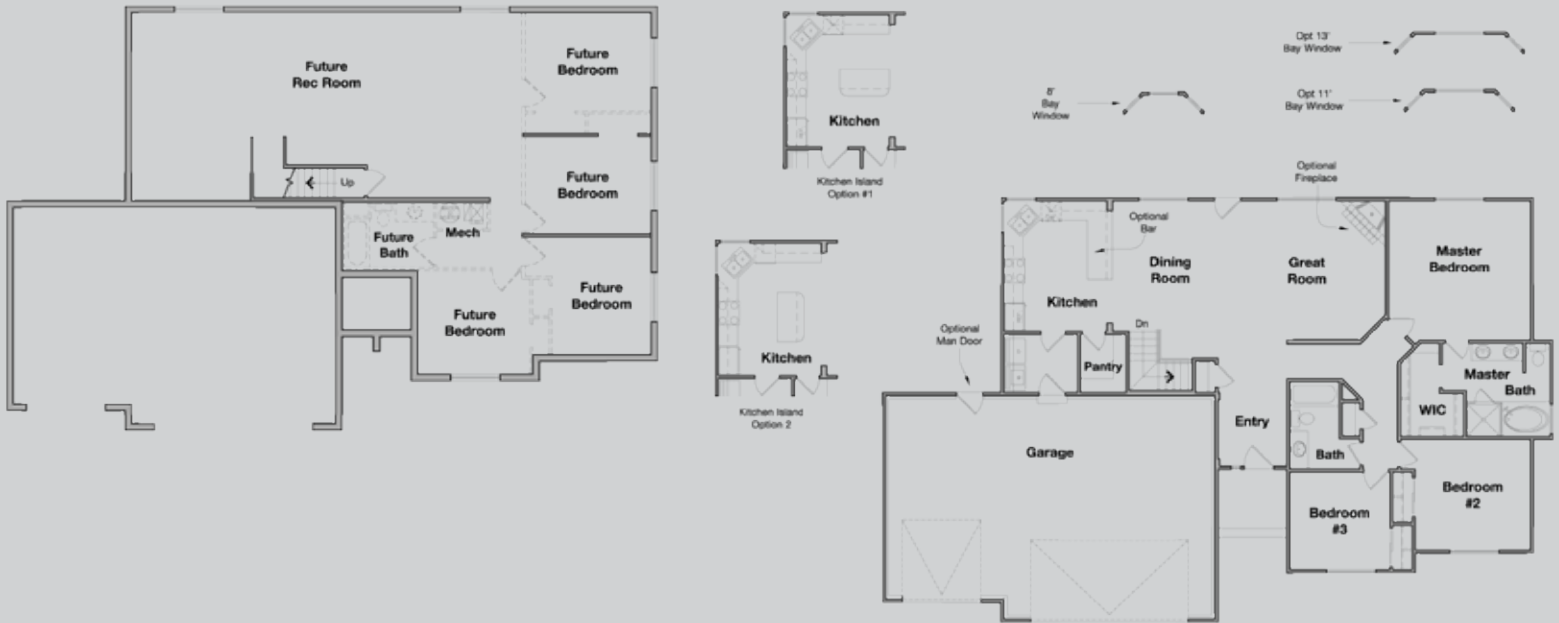 Future
Rec Room
Future
Bedroom
Up
Future
Bedroom
Future
Bath
Mech
Future
Bedroom
Future
Bedroom
Kitchen
Kitchen Island
Option #1
Kitchen
Kitchen Island
Option 2
8'
Bay
Window
Opt 13'
Bay Window
Opt 11'
Bay Window
Optional
Fireplace
Optional
Bar
Dining
Room
Great
Room
Master
Bedroom
Kitchen
Optional
Man Door
Dn
Pantry
Master
Bath
WIC
Entry
Bath
Garage
Bedroom
#2
Bedroom
#3